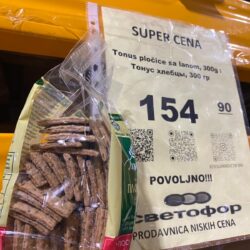 SUPER CENA
Tonus pločice sa lanom, 300g :
Тонус хлебцы, 300 гр
154 90
POVOLJNO!!!
светофор
PRODAVNICA NISKIH CENA